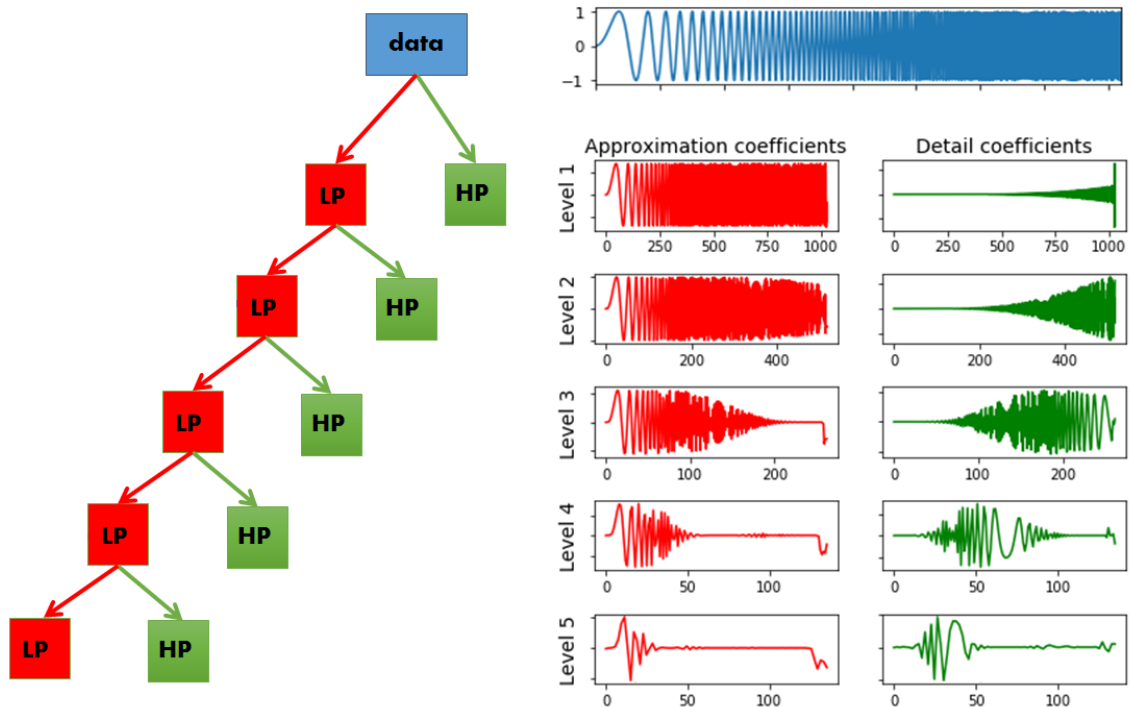 data
LP
HP
LP
HP
LP
HP
LP
HP
LP
HP
1
0
−1
Approximation coefficients
Detail coefficients
Level 1
0 250 500 750 1000
0 250 500 750 1000
Level 2
0 200 400
0 200 400
Level 3
0 100 200
0 100 200
Level 4
0 50 100
0 50 100
Level 5
0 50 100
0 50 100